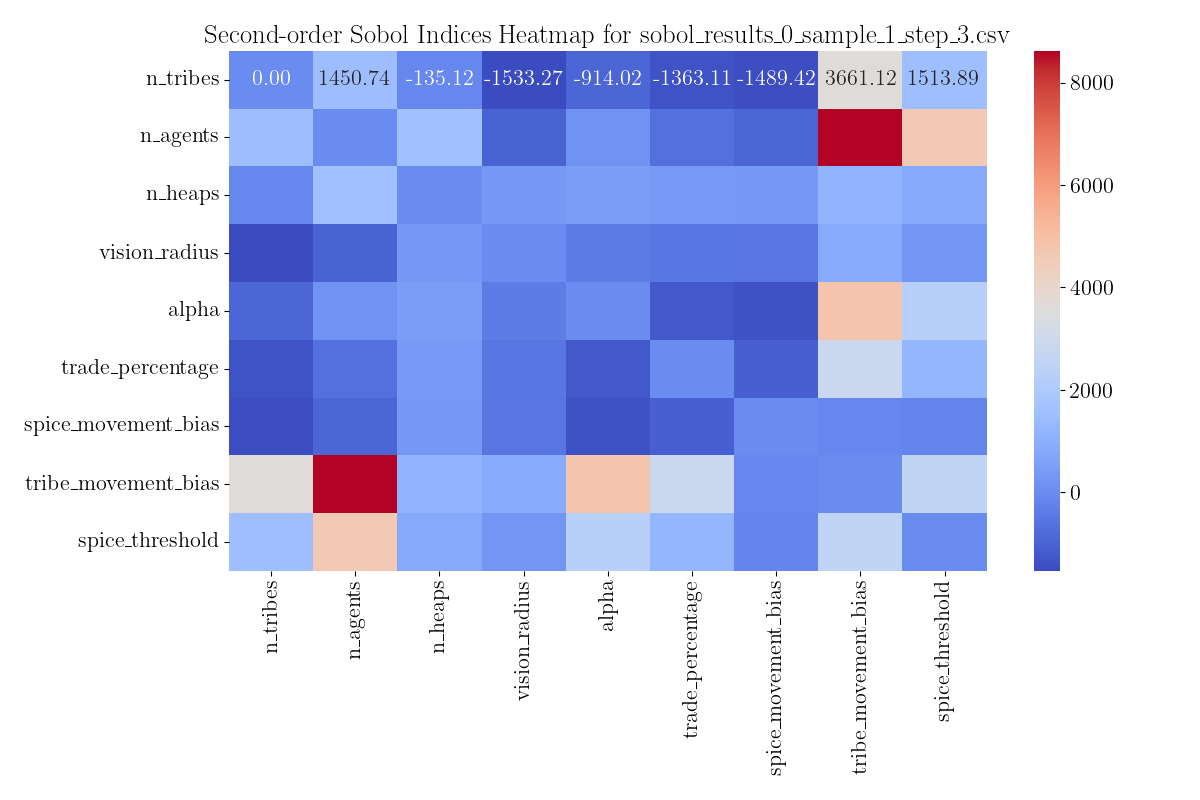 Second-order Sobol Indices Heatmap for sobol_results_0_sample_1_step_3.csv
n_tribes 0.00 1450.74 -135.12 -1533.27 -914.02 -1363.11 -1489.42 3661.12 1513.89
n_agents
n_heaps
vision_radius
alpha
trade_percentage
spice_movement_bias
tribe_movement_bias
spice_threshold
n_tribes
n_agents
n_heaps
vision_radius
alpha
trade_percentage
spice_movement_bias
tribe_movement_bias
spice_threshold
8000
6000
4000
2000
0